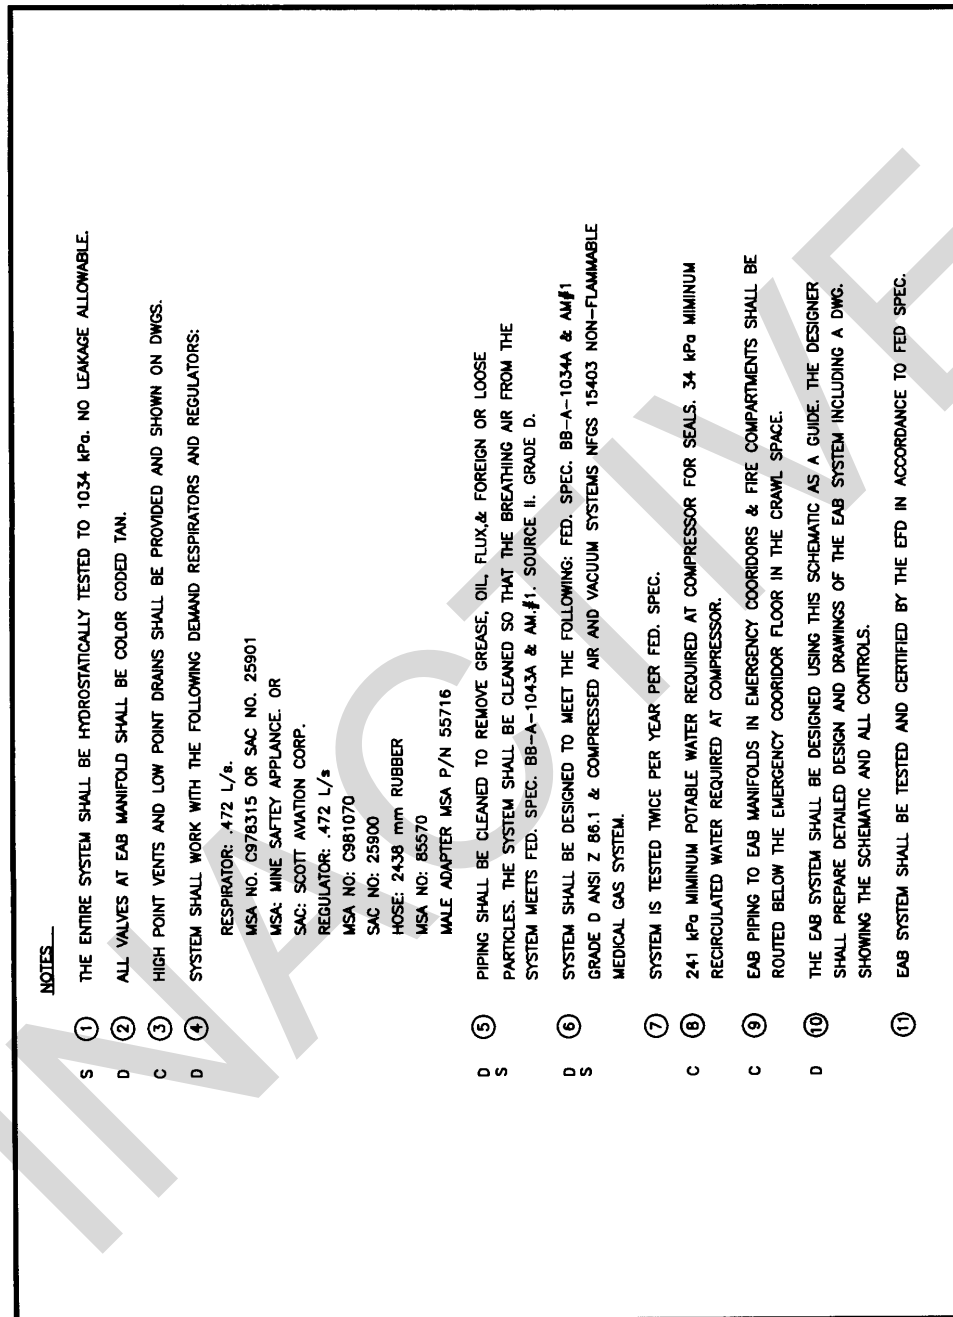 NOTES
S ① THE ENTIRE SYSTEM SHALL BE HYDROSTATICALLY TESTED TO 1034 kPa. NO LEAKAGE ALLOWABLE.
D ② ALL VALVES AT EAB MANIFOLD SHALL BE COLOR CODED TAN.
C ③ HIGH POINT VENTS AND LOW POINT DRAINS SHALL BE PROVIDED AND SHOWN ON DWGS.
D ④ SYSTEM SHALL WORK WITH THE FOLLOWING DEMAND RESPIRATORS AND REGULATORS:
RESPIRATOR: .472 L/s.
MSA NO. C978315 OR SAC NO. 25901
MSA: MINE SAFTEY APPLANCE. OR
SAC: SCOTT AVIATION CORP.
REGULATOR: .472 L/s
MSA NO: C981070
SAC NO: 25900
HOSE: 2438 mm RUBBER
MSA NO: 85570
MALE ADAPTER MSA P/N 55716
D ⑤ PIPING SHALL BE CLEANED TO REMOVE GREASE, OIL, FLUX,& FOREIGN OR LOOSE
S PARTICLES. THE SYSTEM SHALL BE CLEANED SO THAT THE BREATHING AIR FROM THE
SYSTEM MEETS FED. SPEC. BB-A-1043A & AM.#1. SOURCE II. GRADE D.
D ⑥ SYSTEM SHALL BE DESIGNED TO MEET THE FOLLOWING: FED. SPEC. BB-A-1034A & AM#1
S GRADE D ANSI Z 86.1 & COMPRESSED AIR AND VACUUM SYSTEMS NFGS 15403 NON-FLAMMABLE
MEDICAL GAS SYSTEM.
⑦ SYSTEM IS TESTED TWICE PER YEAR PER FED. SPEC.
C ⑧ 241 kPa MIMINUM POTABLE WATER REQUIRED AT COMPRESSOR FOR SEALS. 34 kPa MIMINUM
RECIRCULATED WATER REQUIRED AT COMPRESSOR.
C ⑨ EAB PIPING TO EAB MANIFOLDS IN EMERGENCY COORIDORS & FIRE COMPARTMENTS SHALL BE
ROUTED BELOW THE EMERGENCY COORIDOR FLOOR IN THE CRAWL SPACE.
D ⑩ THE EAB SYSTEM SHALL BE DESIGNED USING THIS SCHEMATIC AS A GUIDE. THE DESIGNER
SHALL PREPARE DETAILED DESIGN AND DRAWINGS OF THE EAB SYSTEM INCLUDING A DWG.
SHOWING THE SCHEMATIC AND ALL CONTROLS.
⑪ EAB SYSTEM SHALL BE TESTED AND CERTIFIED BY THE EFD IN ACCORDANCE TO FED SPEC.
INACTIVE